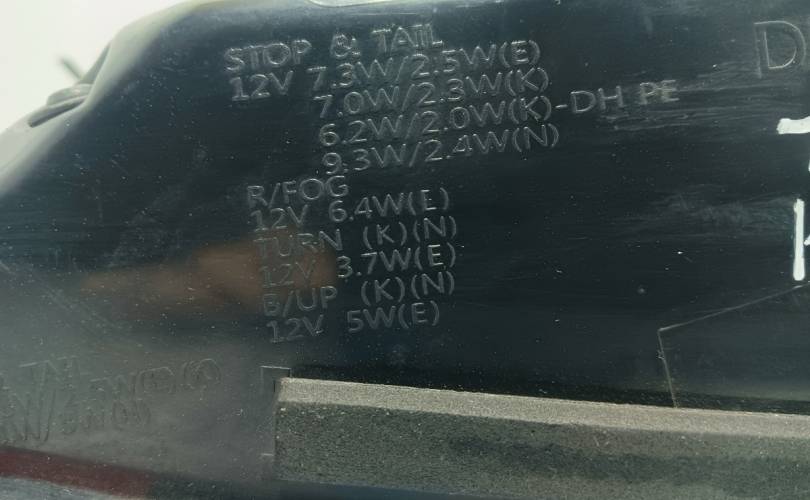 STOP & TAIL
12V 7.3W/2.5W(E)
7.0W/2.3W(K)
6.2W/2.0W(K)-DH PE
9.3W/2.4W(N)
R/FOG
12V 6.4W(E)
TURN (K)(N)
12V 3.7W(E)
B/UP (K)(N)
12V 5W(E)